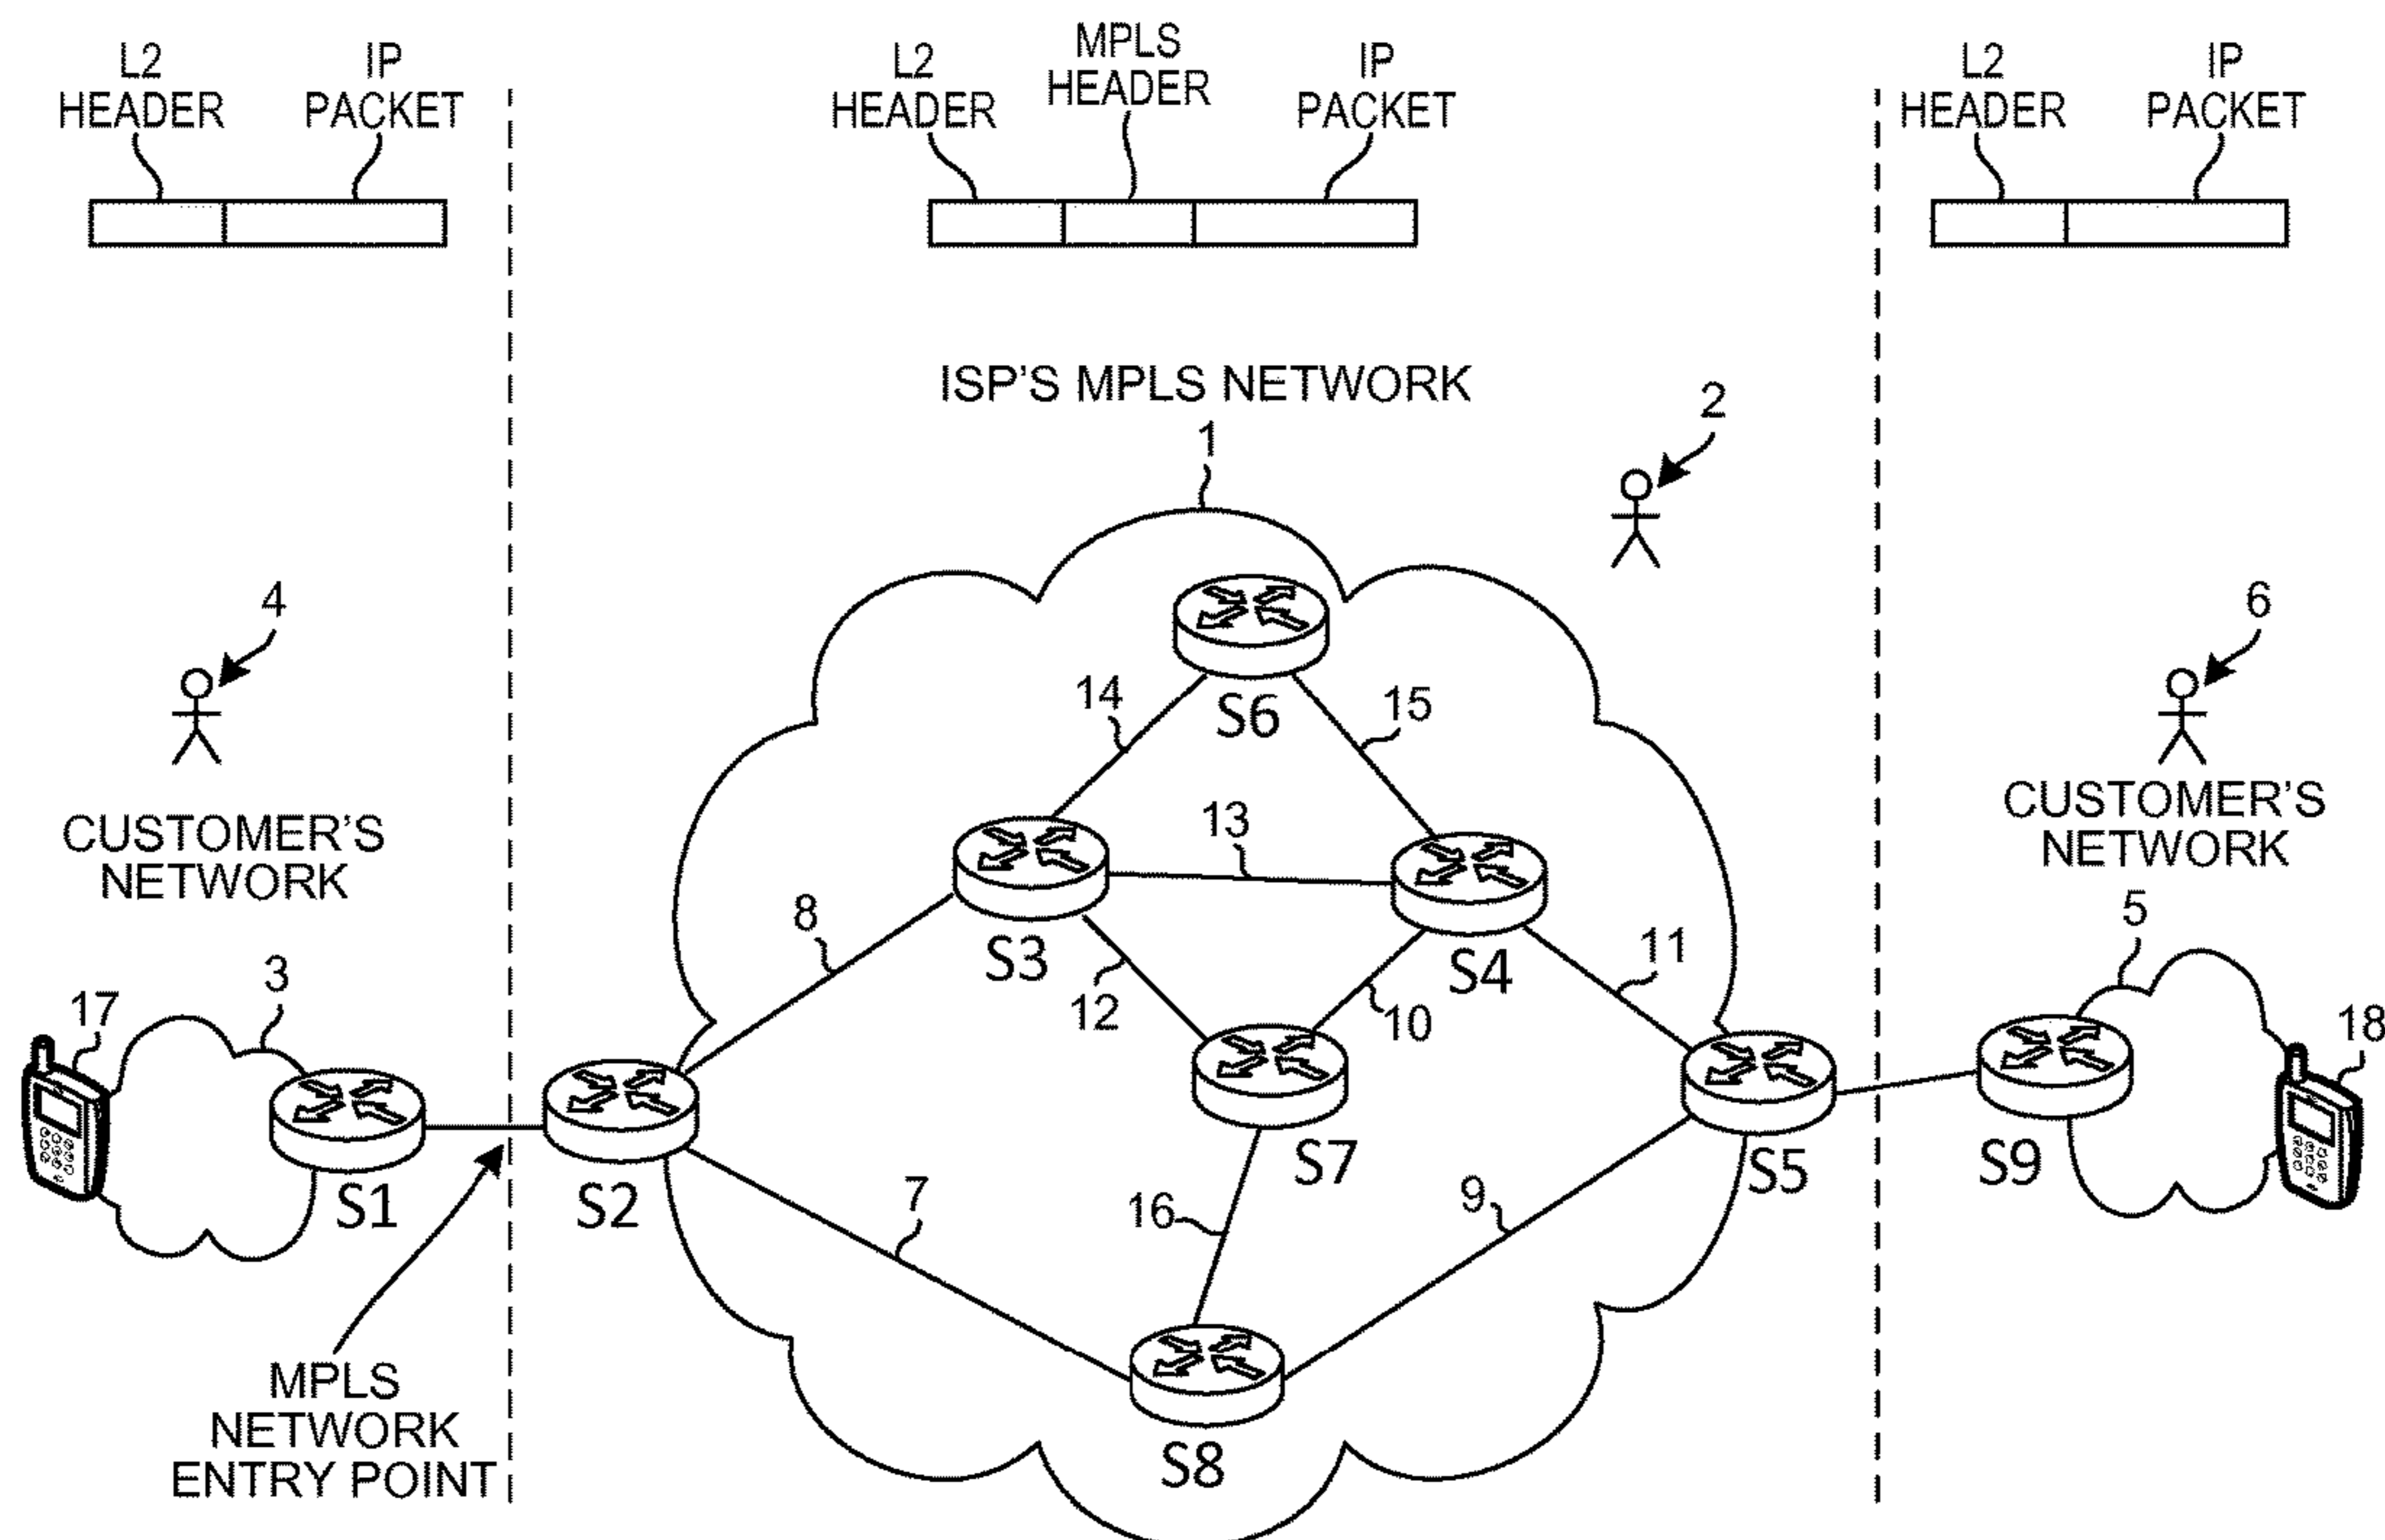 L2
HEADER
IP
PACKET
L2
HEADER
MPLS
HEADER
IP
PACKET
L2
HEADER
IP
PACKET
ISP'S MPLS NETWORK
1
2
4
6
CUSTOMER'S
NETWORK
CUSTOMER'S
NETWORK
14
S6
15
13
8
S3
S4
11
5
3
17
12
10
18
S1
S2
7
16
S7
9
S5
S9
MPLS
NETWORK
ENTRY POINT
S8